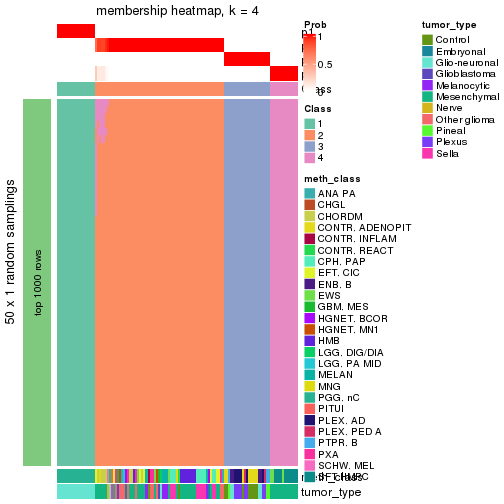 membership heatmap, k = 4
50 x 1 random samplings
top 1000 rows
Prob
1
0.5
0
Class
1
2
3
4
meth_class
ANA PA
CHGL
CHORDM
CONTR. ADENOPIT
CONTR. INFLAM
CONTR. REACT
CPH. PAP
EFT. CIC
ENB. B
EWS
GBM. MES
HGNET. BCOR
HGNET. MN1
HMB
LGG. DIG/DIA
LGG. PA MID
MELAN
MNG
PGG. nC
PITUI
PLEX. AD
PLEX. PED A
PTPR. B
PXA
SCHW. MEL
tumor_type
Control
Embryonal
Glio-neuronal
Glioblastoma
Melanocytic
Mesenchymal
Nerve
Other glioma
Pineal
Plexus
Sella
tumor_type